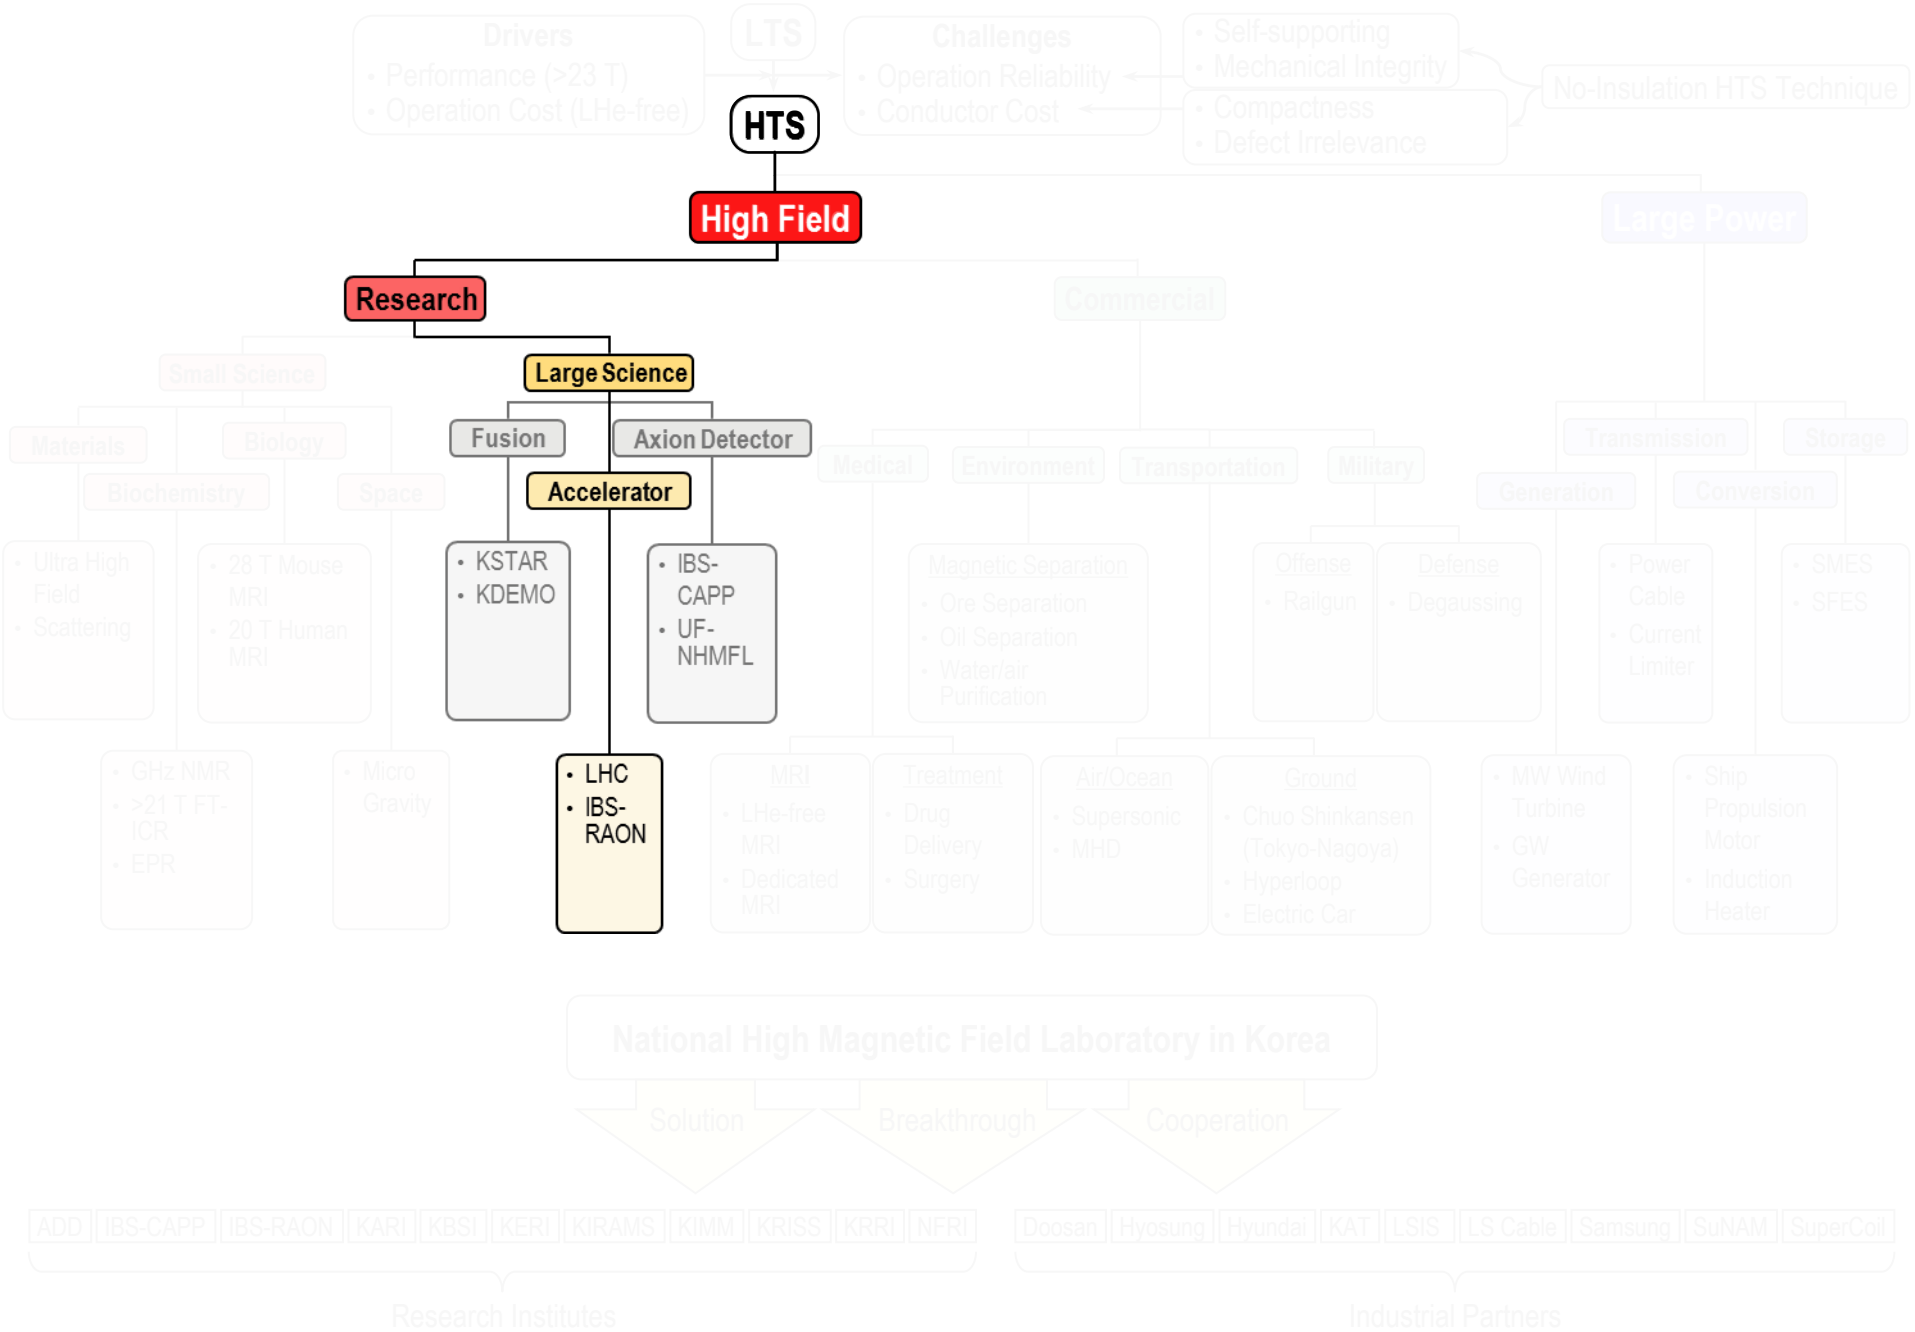 Drivers
• Performance (>23 T)
• Operation Cost (LHe-free)
LTS
HTS
Challenges
• Operation Reliability
• Conductor Cost
• Self-supporting
• Mechanical Integrity
• Compactness
• Defect Irrelevance
No-Insulation HTS Technique
High Field
Large Power
Research
Commercial
Small Science
Large Science
Materials
Biochemistry
Biology
Space
Fusion
Accelerator
Axion Detector
Medical
Environment
Transportation
Military
Generation
Transmission
Conversion
Storage
• Ultra High
Field
• Scattering
• 28 T Mouse
MRI
• 20 T Human
MRI
• KSTAR
• KDEMO
• IBS-
CAPP
• UF-
NHMFL
Magnetic Separation
• Ore Separation
• Oil Separation
• Water/air
Purification
Offense
• Railgun
Defense
• Degaussing
• Power
Cable
• Current
Limiter
• SMES
• SFES
• GHz NMR
• >21 T FT-
ICR
• EPR
• Micro
Gravity
• LHC
• IBS-
RAON
MRI
• LHe-free
MRI
• Dedicated
MRI
Treatment
• Drug
Delivery
• Surgery
Air/Ocean
• Supersonic
• MHD
Ground
• Chuo Shinkansen
(Tokyo-Nagoya)
• Hyperloop
• Electric Car
• MW Wind
Turbine
• GW
Generator
• Ship
Propulsion
Motor
• Induction
Heater
National High Magnetic Field Laboratory in Korea
Solution
Breakthrough
Cooperation
ADD
IBS-CAPP
IBS-RAON
KARI
KBSI
KERI
KIRAMS
KIMM
KRISS
KRRI
NFRI
Doosan
Hyosung
Hyundai
KAT
LSIS
LS Cable
Samsung
SuNAM
SuperCoil
Research Institutes
Industrial Partners